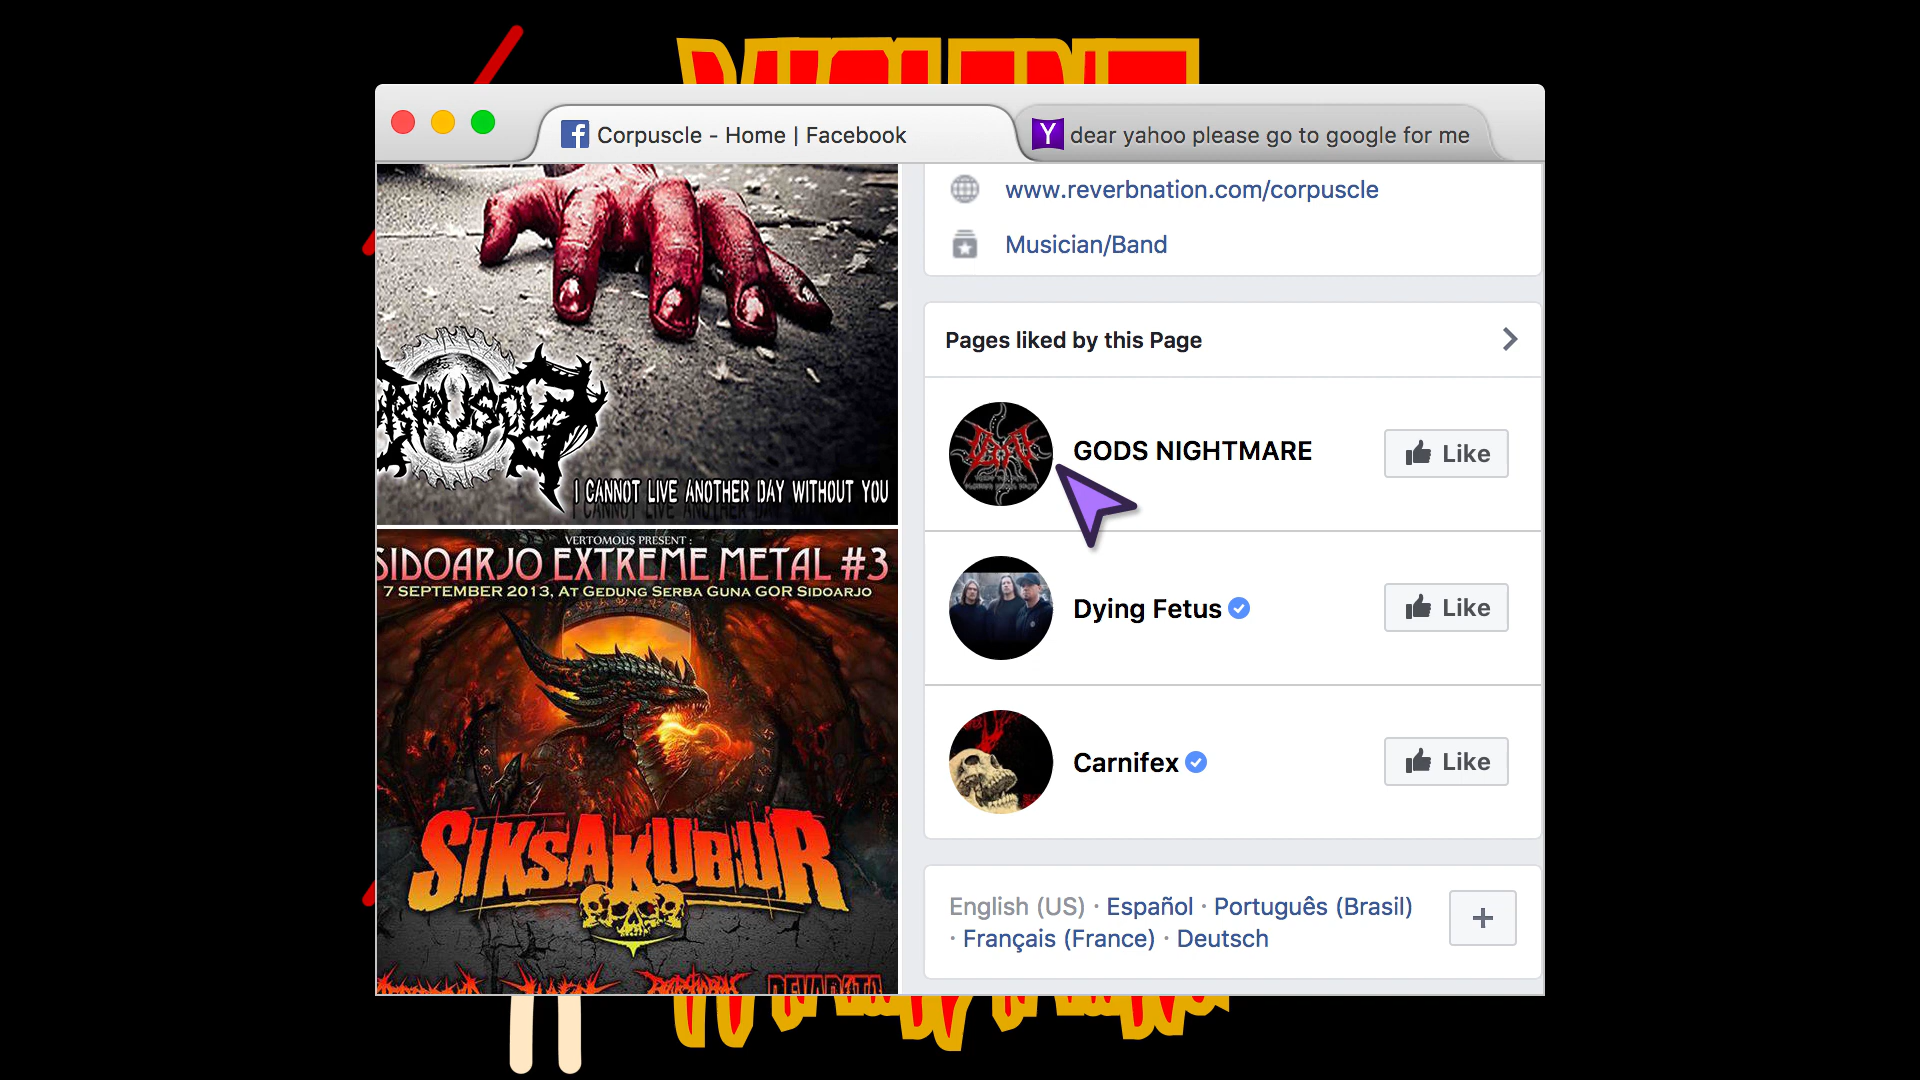 Corpuscle - Home | Facebook
dear yahoo please go to google for me
www.reverbnation.com/corpuscle
Musician/Band
Pages liked by this Page
GODS NIGHTMARE
Like
Dying Fetus
Like
Carnifex
Like
English (US) · Español · Português (Brasil)
· Français (France) · Deutsch
I CANNOT LIVE ANOTHER DAY WITHOUT YOU
VERTOMOUS PRESENT :
SIDOARJO EXTREME METAL #3
7 SEPTEMBER 2013, AT GEDUNG SERBA GUNA GOR SIDOARJO
SIKSAKUBUR